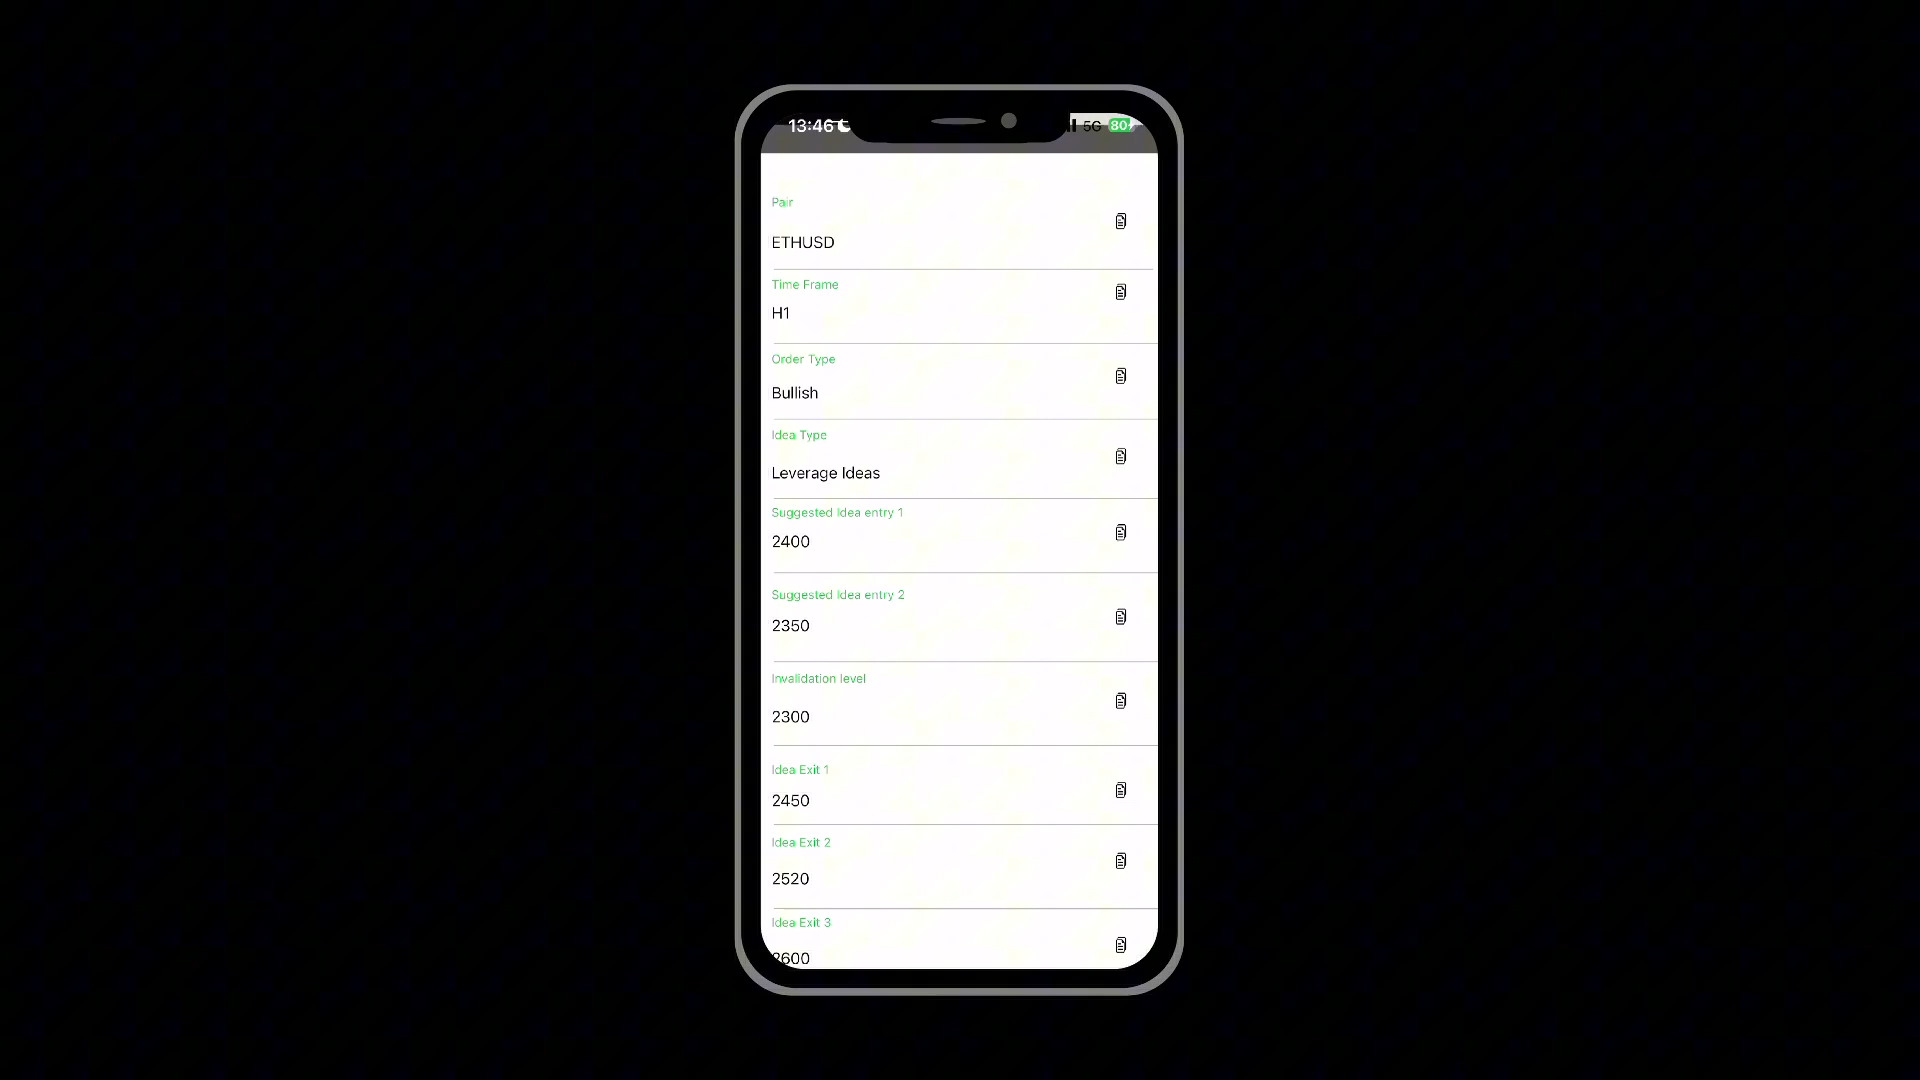 13:46
5G
80
Pair
ETHUSD
Time Frame
H1
Order Type
Bullish
Idea Type
Leverage Ideas
Suggested Idea entry 1
2400
Suggested Idea entry 2
2350
Invalidation level
2300
Idea Exit 1
2450
Idea Exit 2
2520
Idea Exit 3
2600